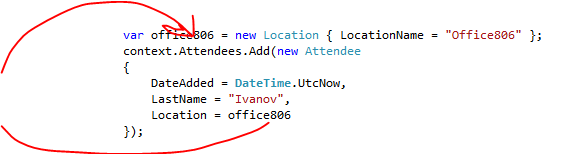 var office806 = new Location { LocationName = "Office806" };
context.Attendees.Add(new Attendee
{
DateAdded = DateTime.UtcNow,
LastName = "Ivanov",
Location = office806
});